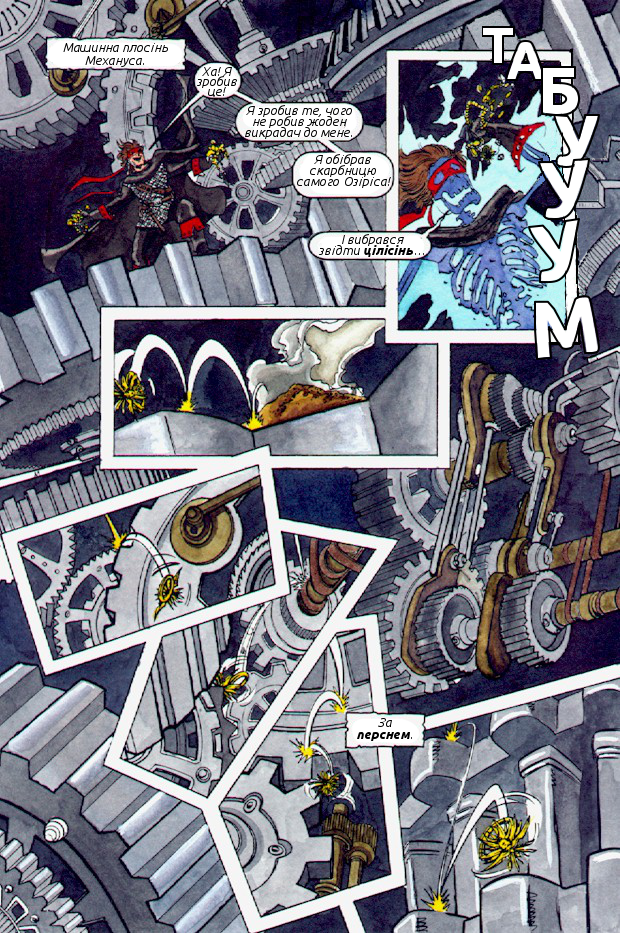 Машинна плосінь
Механуса.
Ха! Я
зробив
це!
Я зробив те, чого
не робив жоден
викрадач до мене.
Я обібрав
скарбницю
самого Озіріса!
І вибрався
звідти цілісінь...
ТАБУУУМ
За
перснем.